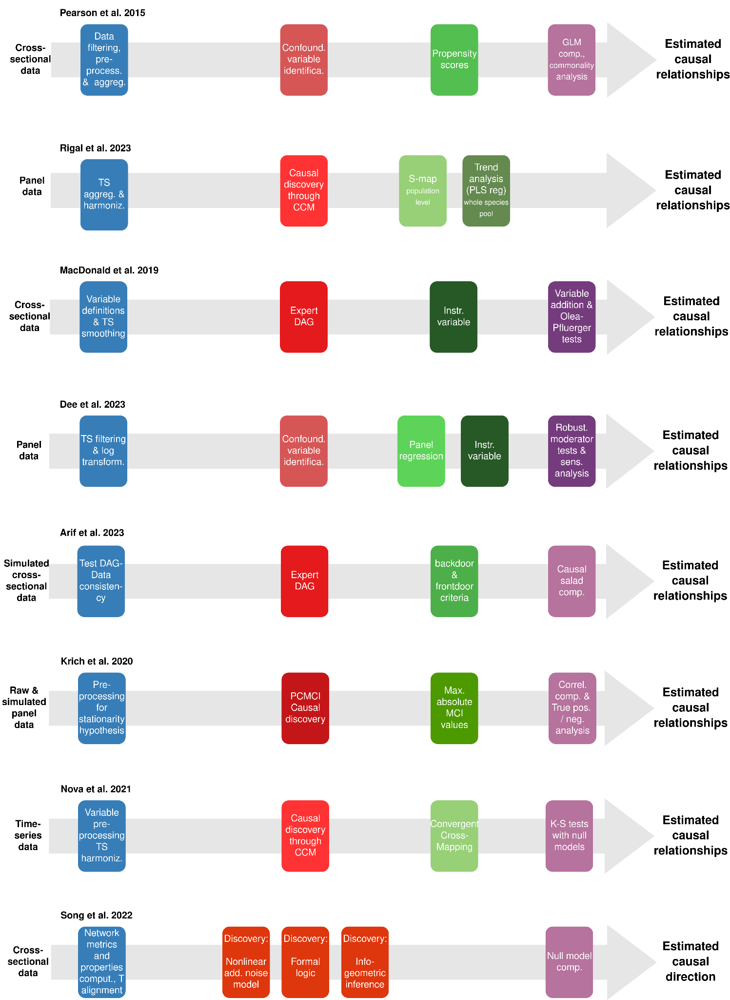 Pearson et al. 2015
Cross-
sectional
data
Data
filtering,
pre-
process.
& aggreg.
Confound.
variable
identifica.
Propensity
scores
GLM
comp.,
commonality
analysis
Estimated
causal
relationships
Rigal et al. 2023
Panel
data
TS
aggreg. &
harmoniz.
Causal
discovery
through
CCM
S-map
population
level
Trend
analysis
(PLS reg)
whole species
pool
Estimated
causal
relationships
MacDonald et al. 2019
Cross-
sectional
data
Variable
definitions
& TS
smoothing
Expert
DAG
Instr.
variable
Variable
addition &
Olea-
Pfluerger
tests
Estimated
causal
relationships
Dee et al. 2023
Panel
data
TS filtering
& log
transform.
Confound.
variable
identifica.
Panel
regression
Instr.
variable
Robust.
moderator
tests &
sens.
analysis
Estimated
causal
relationships
Arif et al. 2023
Simulated
cross-
sectional
data
Test DAG-
Data
consisten-
cy
Expert
DAG
backdoor
&
frontdoor
criteria
Causal
salad
comp.
Estimated
causal
relationships
Krich et al. 2020
Raw &
simulated
panel
data
Pre-
processing
for
stationarity
hypothesis
PCMCI
Causal
discovery
Max.
absolute
MCI
values
Correl.
comp. &
True pos.
/ neg.
analysis
Estimated
causal
relationships
Nova et al. 2021
Time-
series
data
Variable
pre-
processing
TS
harmoniz.
Causal
discovery
through
CCM
Convergent
Cross-
Mapping
K-S tests
with null
models
Estimated
causal
relationships
Song et al. 2022
Cross-
sectional
data
Network
metrics
and
properties
comput., T
alignment
Discovery:
Nonlinear
add. noise
model
Discovery:
Formal
logic
Discovery:
Info-
geometric
inference
Null model
comp.
Estimated
causal
direction